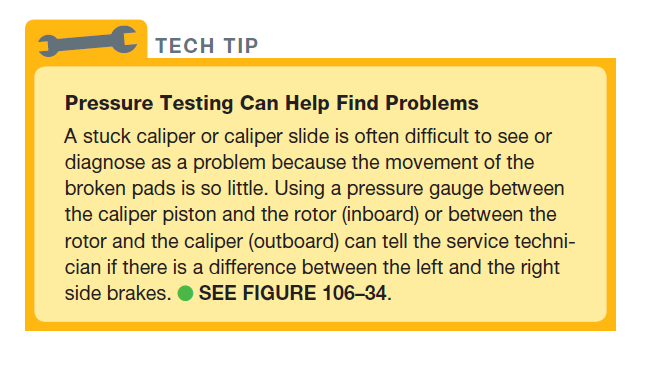 TECH TIP
Pressure Testing Can Help Find Problems
A stuck caliper or caliper slide is often difficult to see or
diagnose as a problem because the movement of the
broken pads is so little. Using a pressure gauge between
the caliper piston and the rotor (inboard) or between the
rotor and the caliper (outboard) can tell the service techni-
cian if there is a difference between the left and the right
side brakes. ● SEE FIGURE 106–34.